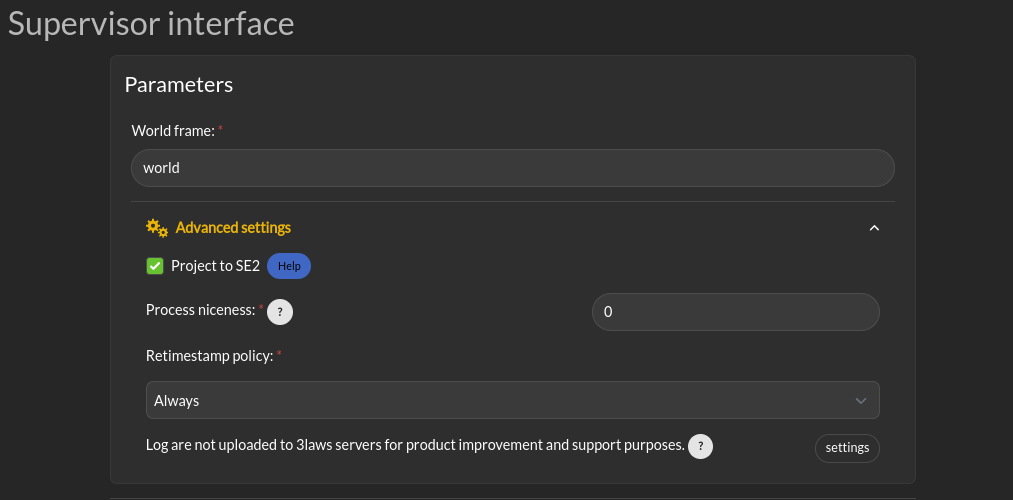 Supervisor interface
Parameters
World frame: *
world
Advanced settings
Project to SE2 Help
Process niceness: * ? 0
Retimestamp policy: *
Always
Log are not uploaded to 3laws servers for product improvement and support purposes. ? settings